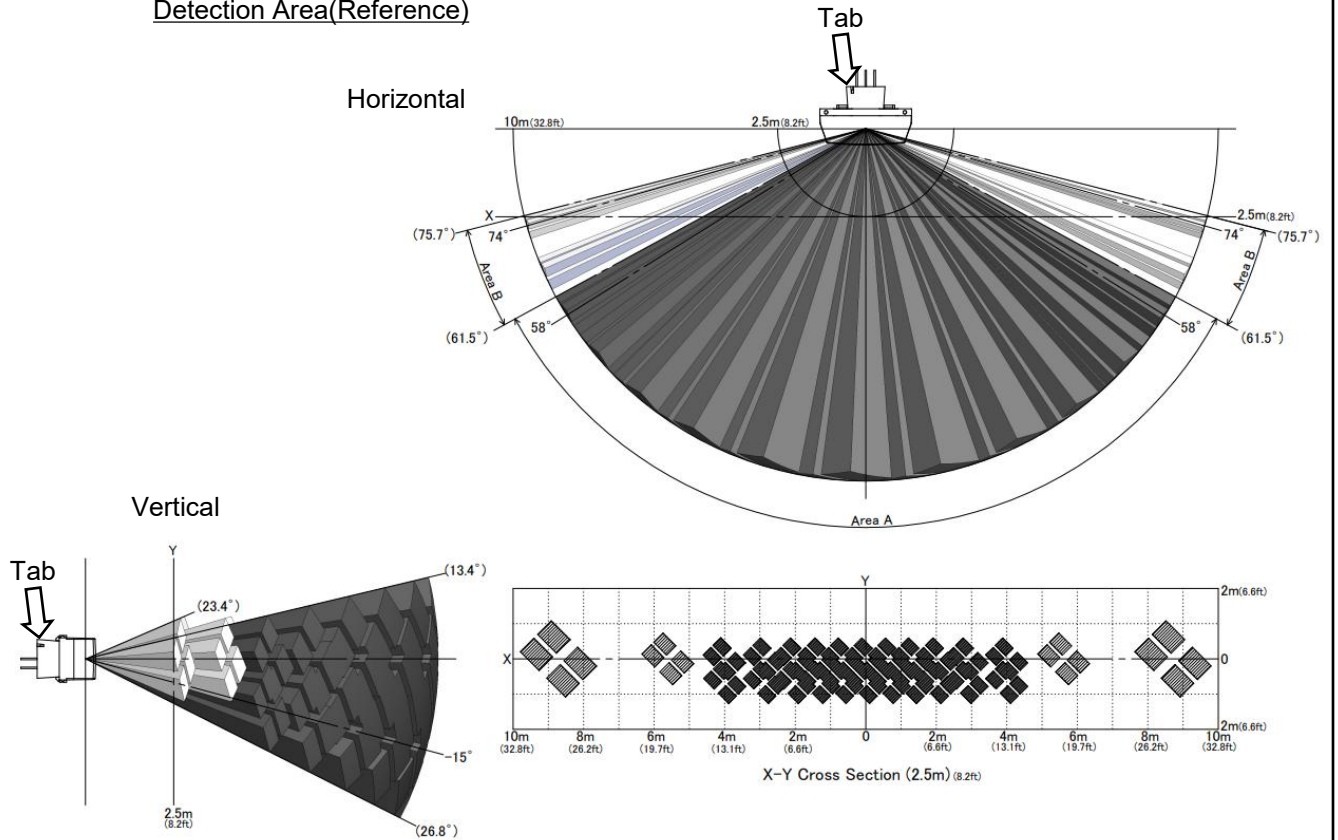 Detection Area(Reference)
Tab
Horizontal
10m(32.8ft)
2.5m(8.2ft)
X
2.5m(8.2ft)
(75.7°)
74°
74°
(75.7°)
Area B
Area B
(61.5°)
58°
58°
(61.5°)
Area A
Vertical
Tab
Y
(13.4°)
(23.4°)
-15°
2.5m
(8.2ft)
(26.8°)
Y
2m(6.6ft)
X
0
2m(6.6ft)
10m 8m 6m 4m 2m 0 2m 4m 6m 8m 10m
(32.8ft) (26.2ft) (19.7ft) (13.1ft) (6.6ft) (6.6ft) (13.1ft) (19.7ft) (26.2ft) (32.8ft)
X-Y Cross Section (2.5m) (8.2ft)